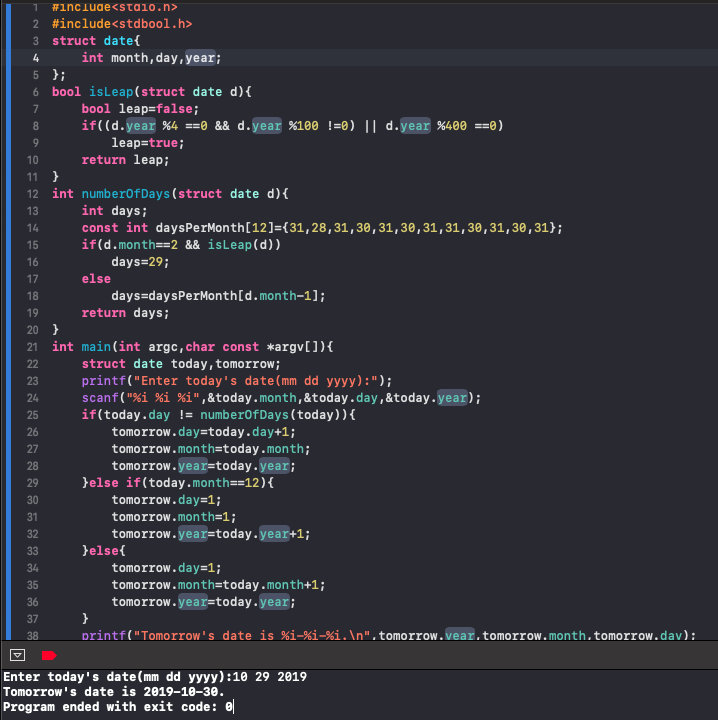 1 #include<stdio.h>
2 #include<stdbool.h>
3 struct date{
4 int month,day,year;
5 };
6 bool isLeap(struct date d){
7 bool leap=false;
8 if((d.year %4 ==0 && d.year %100 !=0) || d.year %400 ==0)
9 leap=true;
10 return leap;
11 }
12 int numberOfDays(struct date d){
13 int days;
14 const int daysPerMonth[12]={31,28,31,30,31,30,31,31,30,31,30,31};
15 if(d.month==2 && isLeap(d))
16 days=29;
17 else
18 days=daysPerMonth[d.month-1];
19 return days;
20 }
21 int main(int argc,char const *argv[]){
22 struct date today,tomorrow;
23 printf("Enter today's date(mm dd yyyy):");
24 scanf("%i %i %i",&today.month,&today.day,&today.year);
25 if(today.day != numberOfDays(today)){
26 tomorrow.day=today.day+1;
27 tomorrow.month=today.month;
28 tomorrow.year=today.year;
29 }else if(today.month==12){
30 tomorrow.day=1;
31 tomorrow.month=1;
32 tomorrow.year=today.year+1;
33 }else{
34 tomorrow.day=1;
35 tomorrow.month=today.month+1;
36 tomorrow.year=today.year;
37 }
38 printf("Tomorrow's date is %i-%i-%i.\n",tomorrow.year,tomorrow.month,tomorrow.day);
Enter today's date(mm dd yyyy):10 29 2019
Tomorrow's date is 2019-10-30.
Program ended with exit code: 0